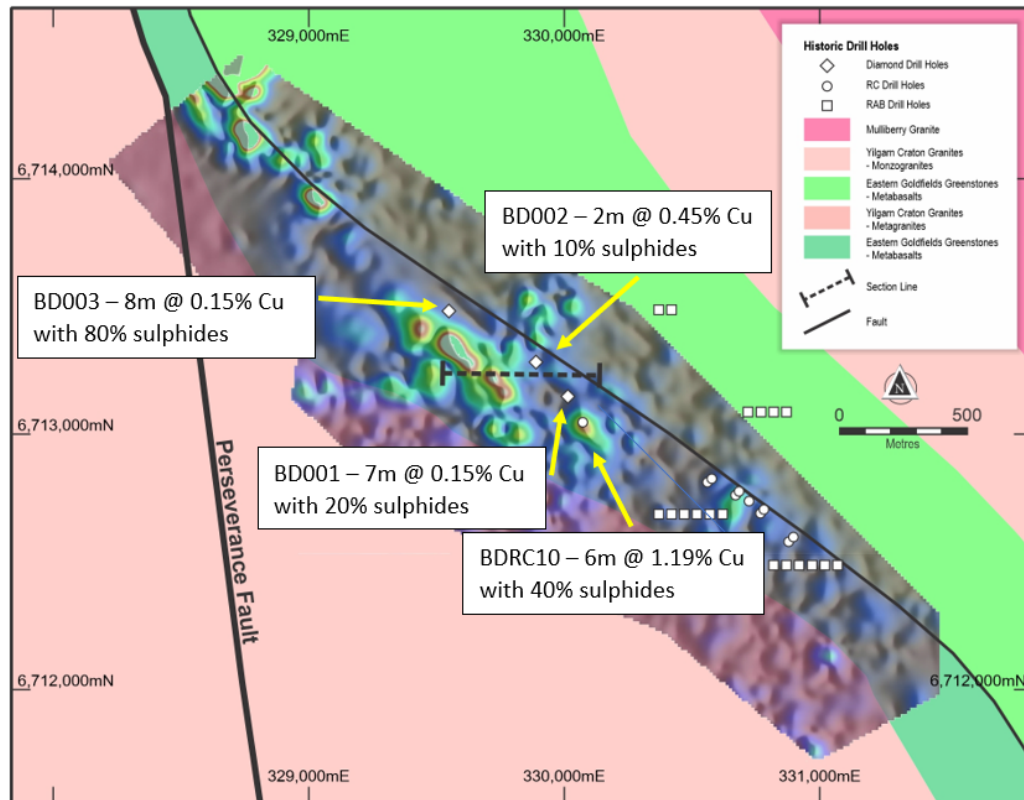 329,000mE
330,000mE
Historic Drill Holes
Diamond Drill Holes
RC Drill Holes
RAB Drill Holes
Mulliberry Granite
Yilgarn Craton Granites
- Monzogranites
Eastern Goldfields Greenstones
- Metabasalts
Yilgarn Craton Granites
- Metagranites
Eastern Goldfields Greenstones
- Metabasalts
Section Line
Fault
6,714,000mN
BD002 – 2m @ 0.45% Cu
with 10% sulphides
BD003 – 8m @ 0.15% Cu
with 80% sulphides
N
0
500
Metres
6,713,000mN
Perseverance Fault
BD001 – 7m @ 0.15% Cu
with 20% sulphides
BDRC10 – 6m @ 1.19% Cu
with 40% sulphides
6,712,000mN
6,712,000mN
329,000mE
330,000mE
331,000mE